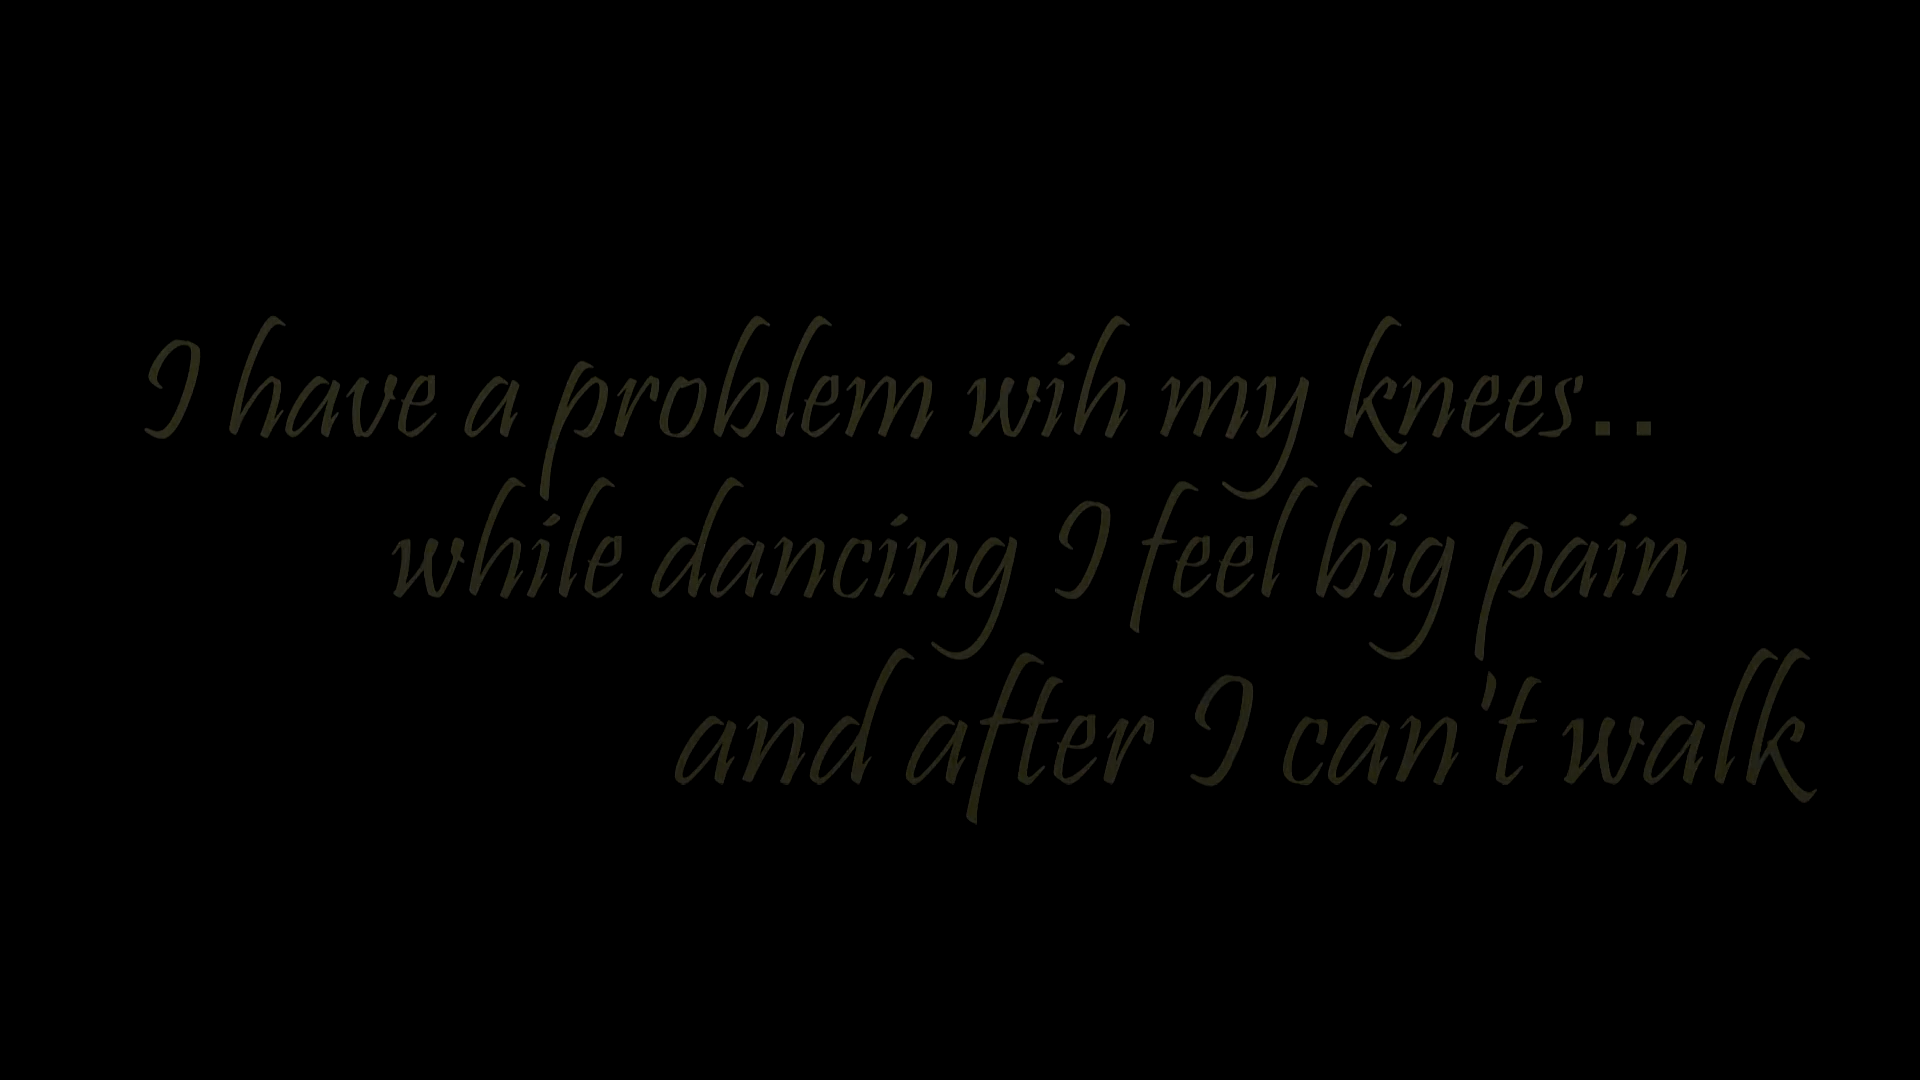 I have a problem wih my knees..
while dancing I feel big pain
and after I can't walk